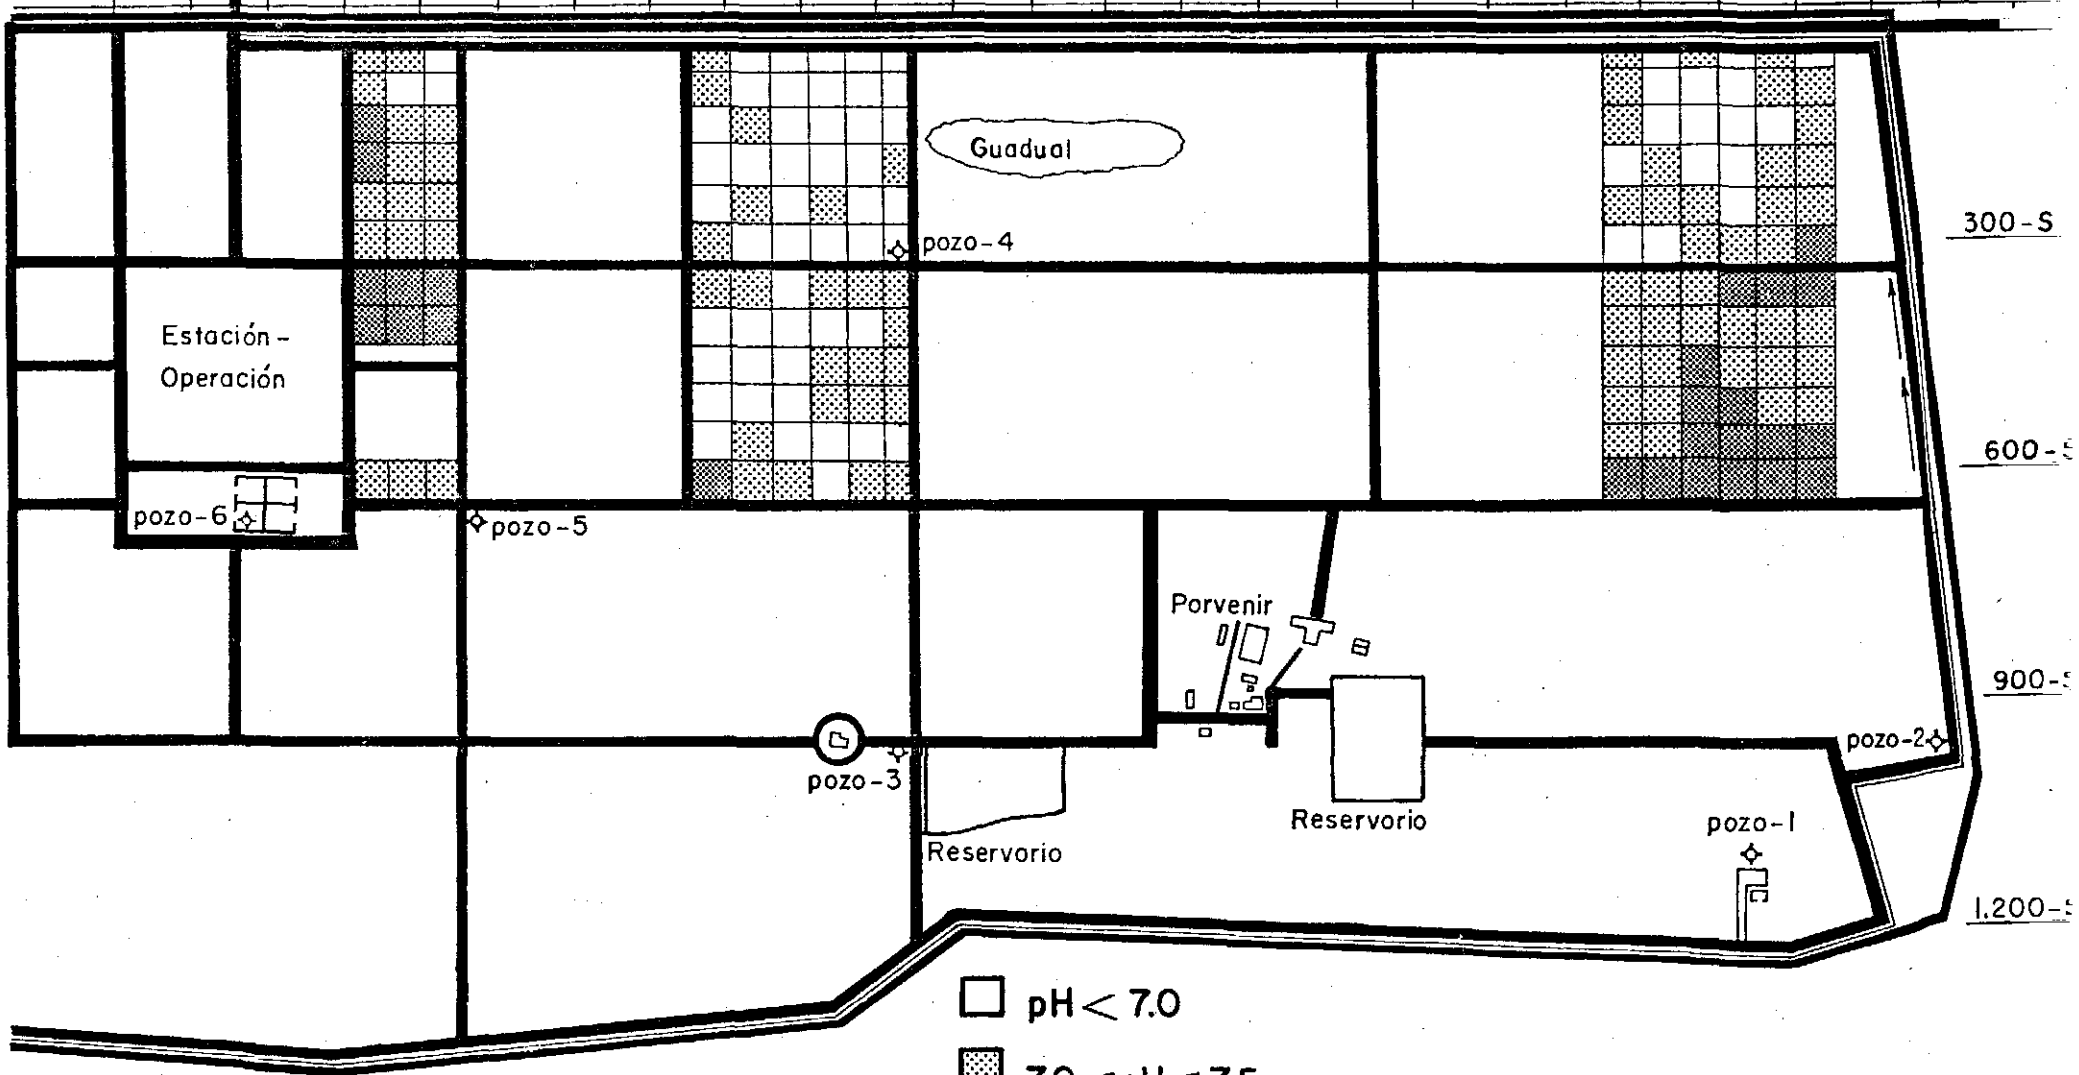 Guadual
300-S
pozo-4
Estación-
Operación
600-S
pozo-6
pozo-5
Porvenir
900-S
pozo-2
pozo-3
Reservorio
pozo-1
Reservorio
1.200-S
pH < 7.0